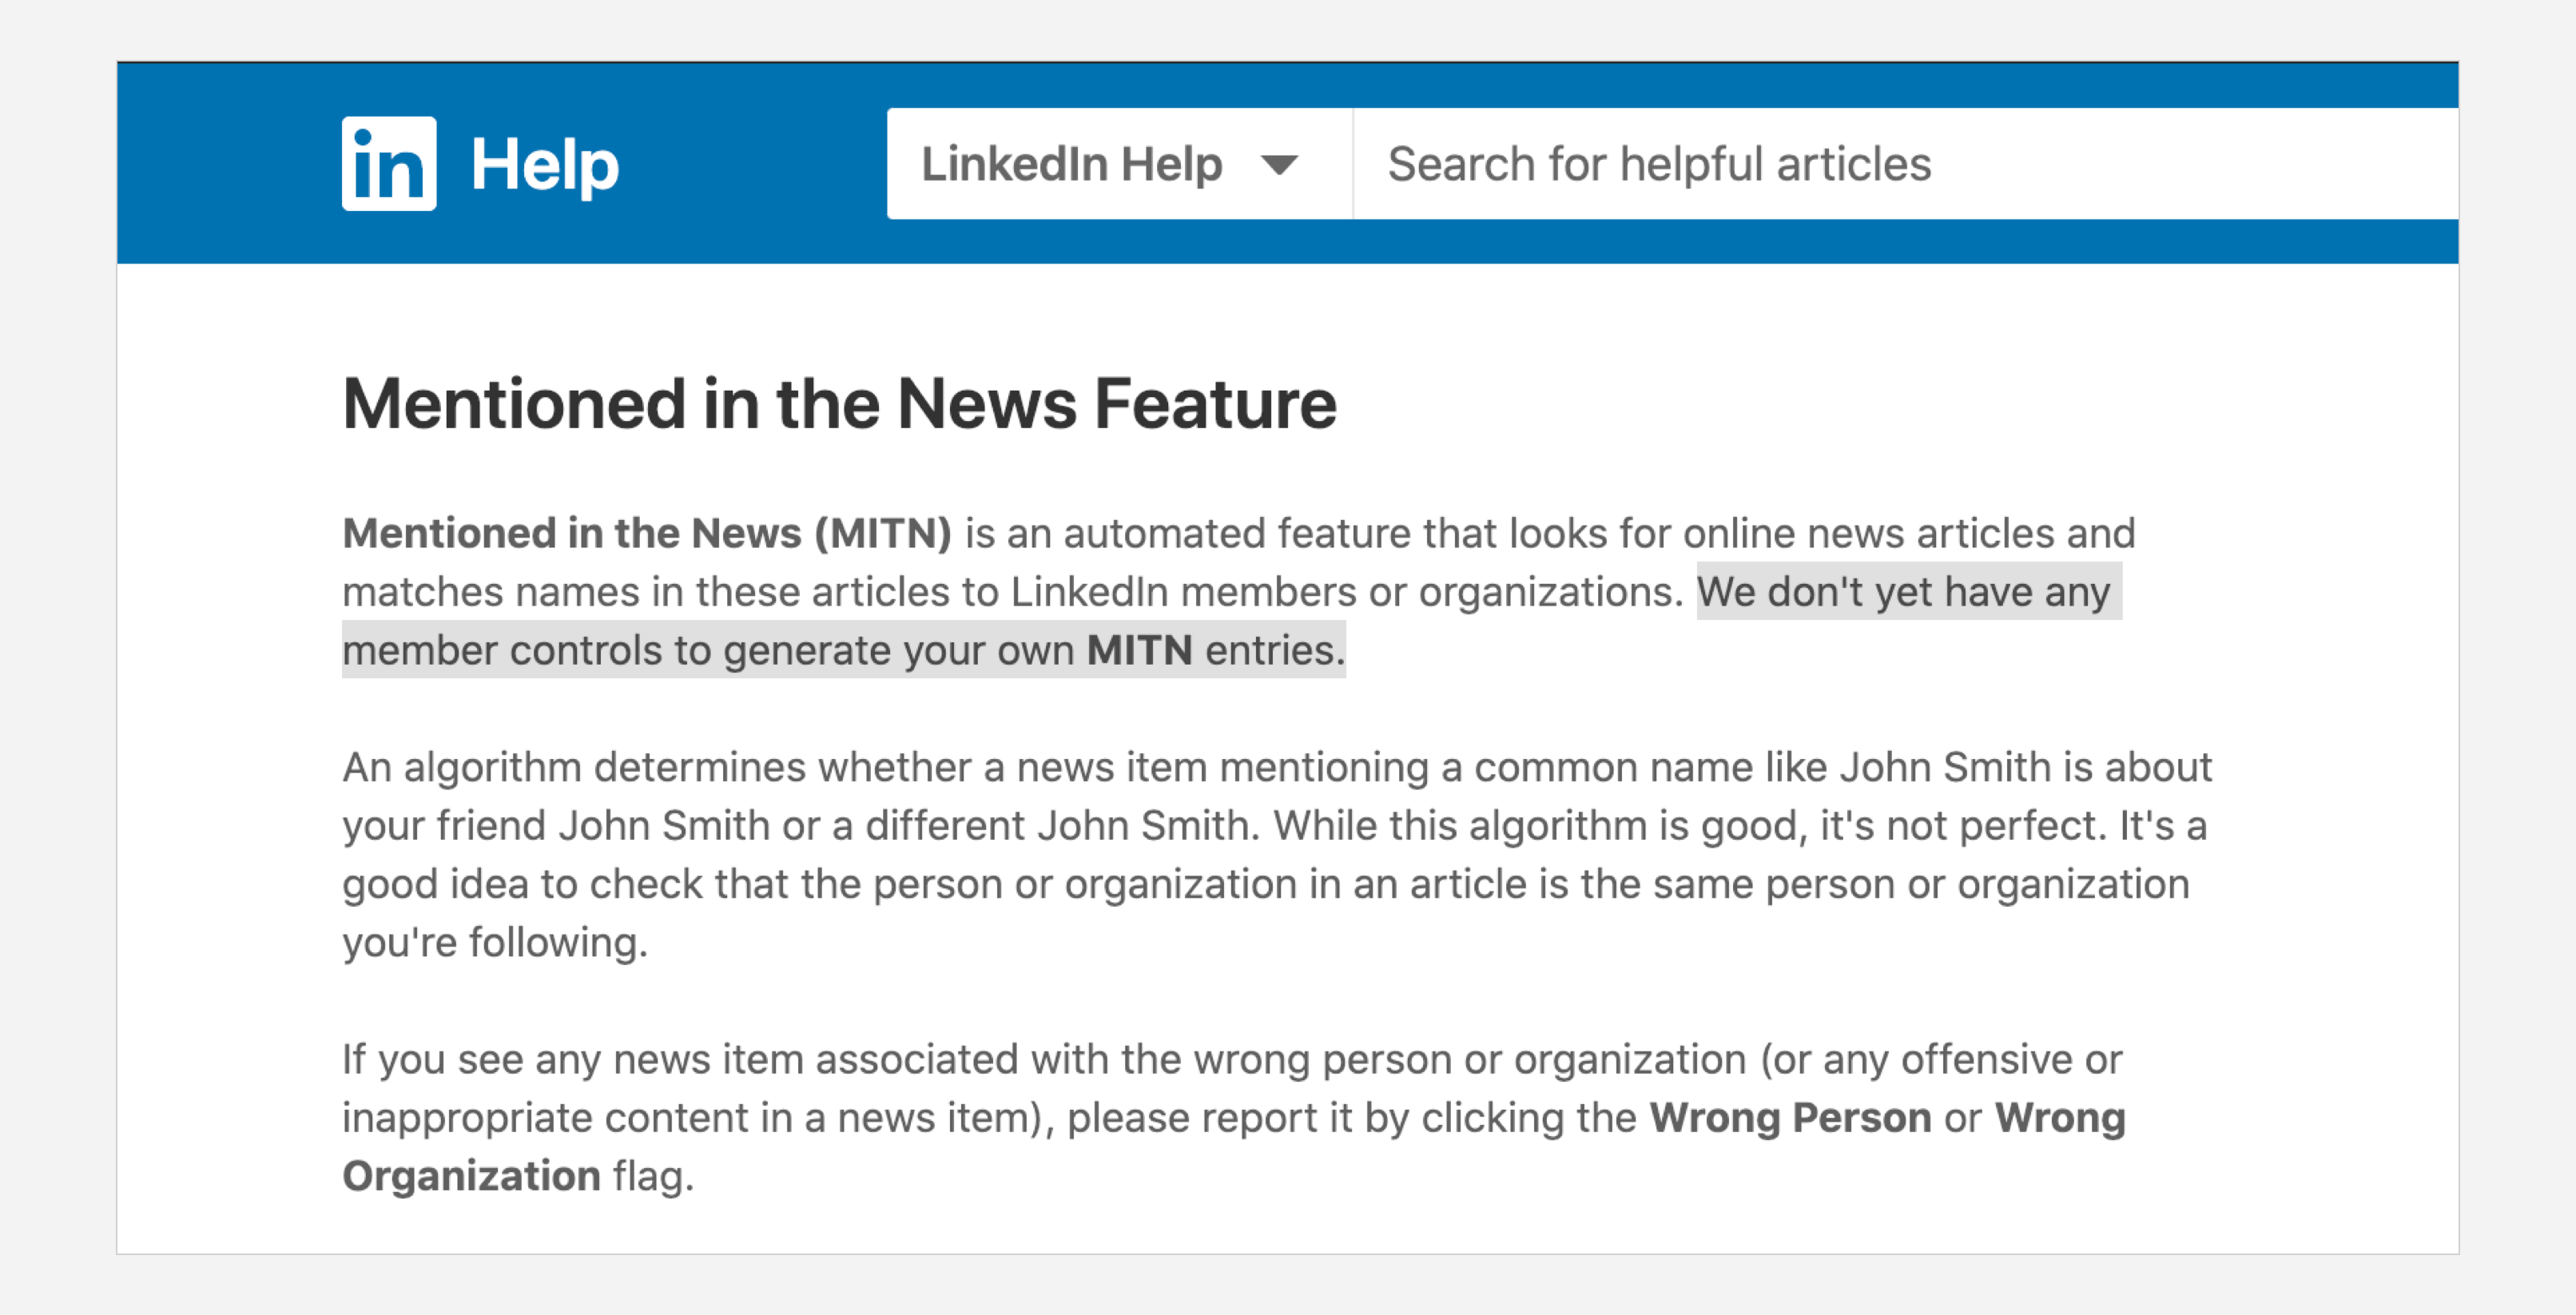 in Help
LinkedIn Help
Search for helpful articles
Mentioned in the News Feature
Mentioned in the News (MITN) is an automated feature that looks for online news articles and
matches names in these articles to LinkedIn members or organizations. We don't yet have any
member controls to generate your own MITN entries.
An algorithm determines whether a news item mentioning a common name like John Smith is about
your friend John Smith or a different John Smith. While this algorithm is good, it's not perfect. It's a
good idea to check that the person or organization in an article is the same person or organization
you're following.
If you see any news item associated with the wrong person or organization (or any offensive or
inappropriate content in a news item), please report it by clicking the Wrong Person or Wrong
Organization flag.